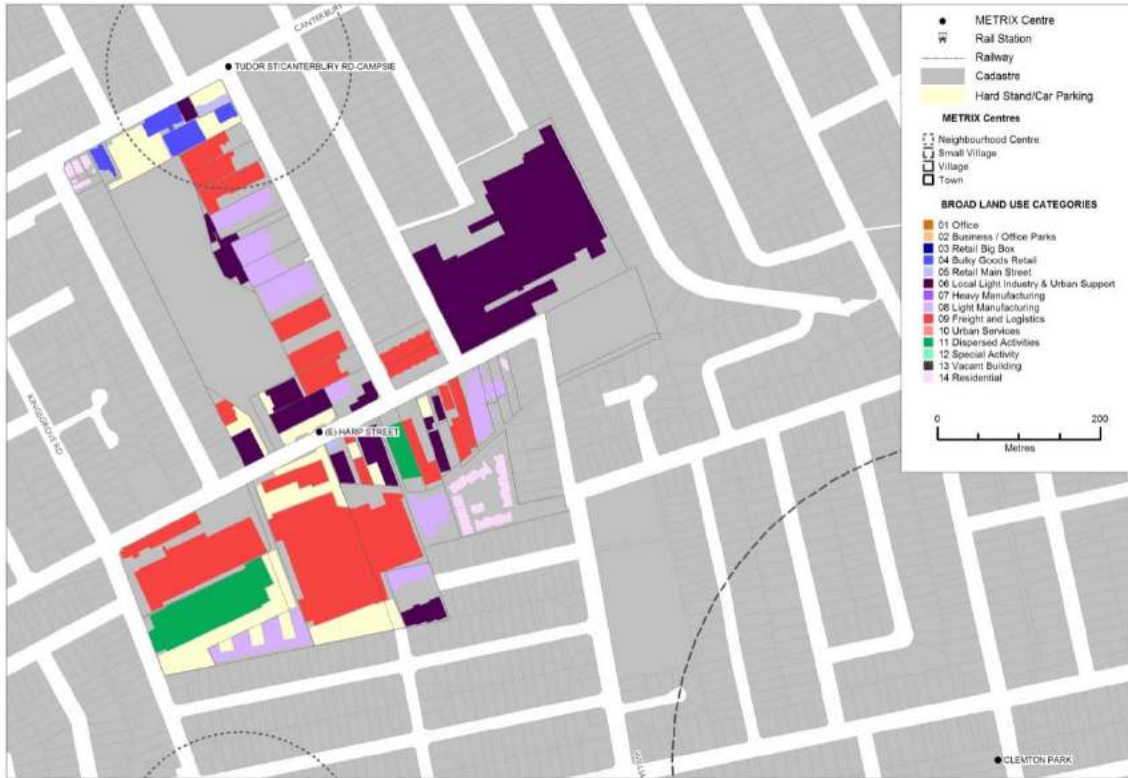 CANTERBURY
TUDOR ST/CANTERBURY RD-CAMPSIE
KINGSGROVE RD
(E) HARP STREET
CLEMTON PARK
METRIX Centre
Rail Station
Railway
Cadastre
Hard Stand/Car Parking
METRIX Centres
Neighbourhood Centre
Small Village
Village
Town
BROAD LAND USE CATEGORIES
01 Office
02 Business / Office Parks
03 Retail Big Box
04 Bulky Goods Retail
05 Retail Main Street
06 Local Light Industry & Urban Support
07 Heavy Manufacturing
08 Light Manufacturing
09 Freight and Logistics
10 Urban Services
11 Dispersed Activities
12 Special Activity
13 Vacant Building
14 Residential
0 200
Metres